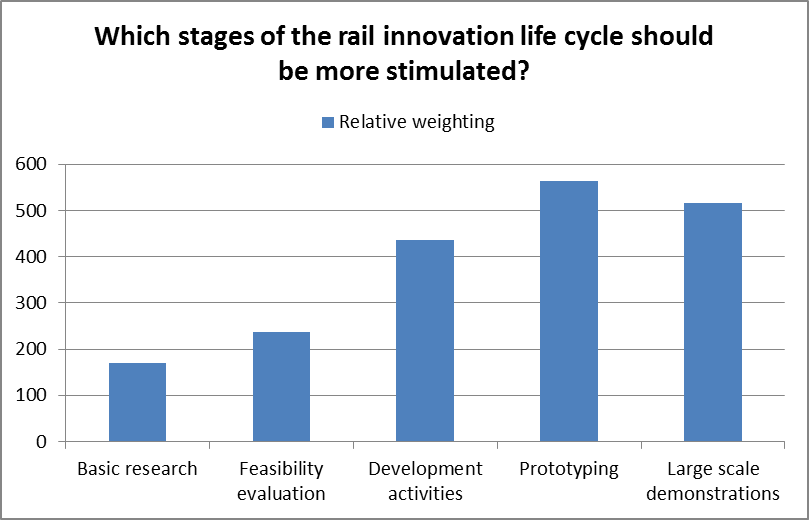 Which stages of the rail innovation life cycle should
be more stimulated?
Relative weighting
600
500
400
300
200
100
0
Basic research
Feasibility
evaluation
Development
activities
Prototyping
Large scale
demonstrations